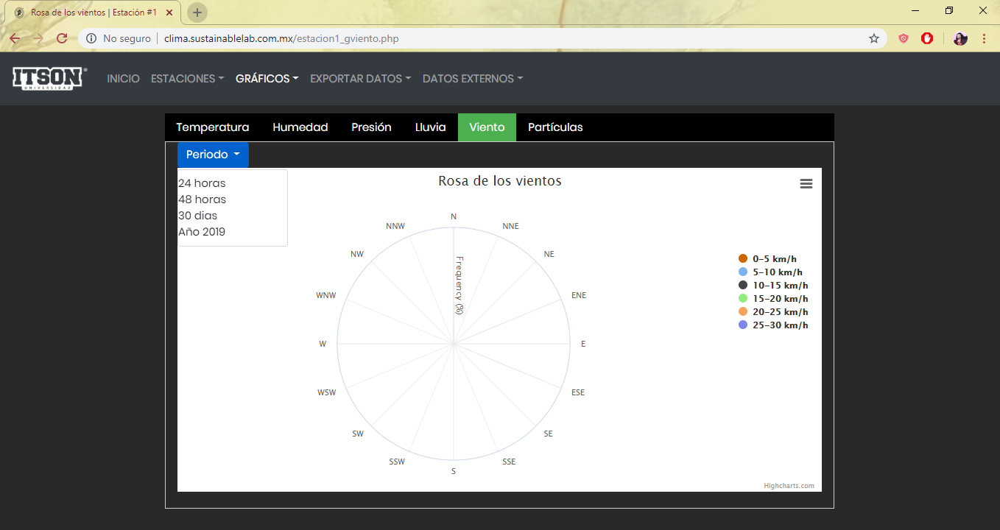 Rosa de los vientos | Estación #1
No seguro | clima.sustainablelab.com.mx/estacion1_gviento.php
ITSON®
UNIVERSIDAD
INICIO ESTACIONES GRÁFICOS EXPORTAR DATOS DATOS EXTERNOS
Temperatura Humedad Presión Lluvia Viento Partículas
Periodo
24 horas
48 horas
30 dias
Año 2019
Rosa de los vientos
N
NNE
NE
ENE
E
ESE
SE
SSE
S
SSW
SW
WSW
W
WNW
NW
NNW
Frequency (%)
0-5 km/h
5-10 km/h
10-15 km/h
15-20 km/h
20-25 km/h
25-30 km/h
Highcharts.com